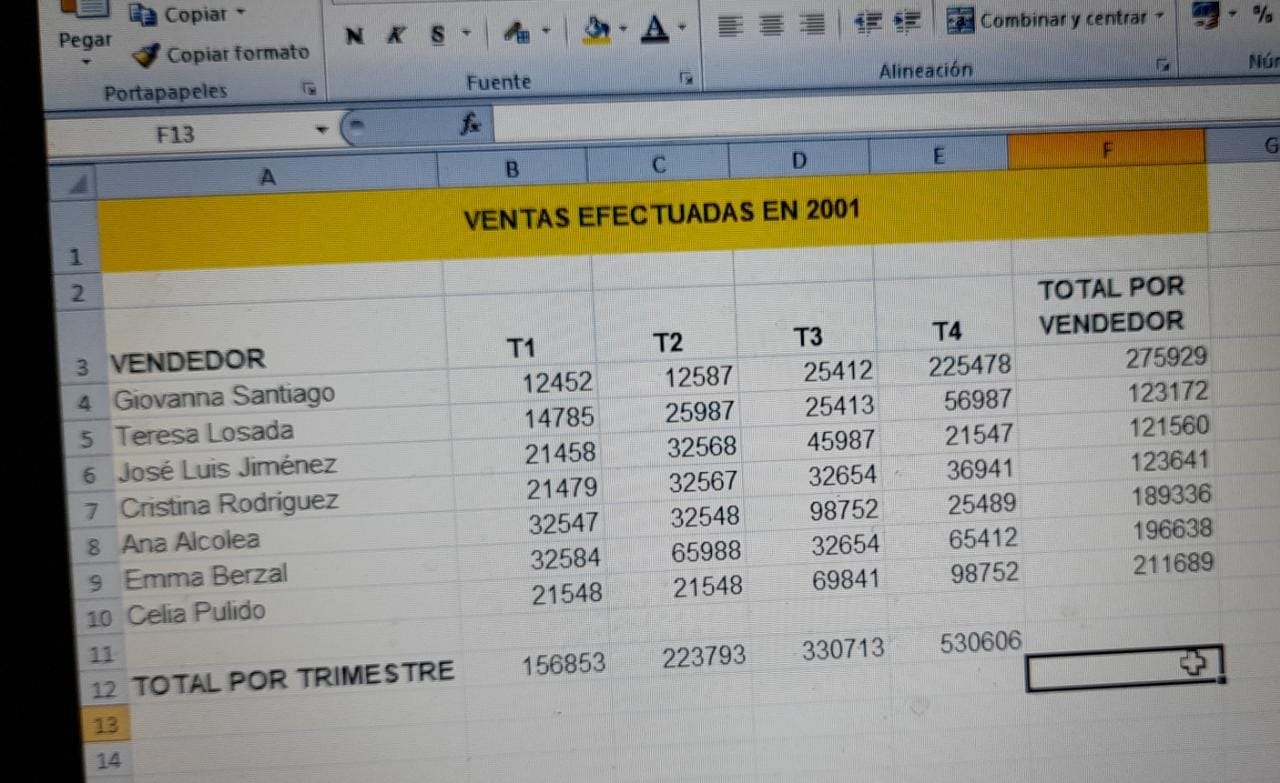 Copiar
Pegar
Copiar formato
Portapapeles
N K S A
Fuente
Combinar y centrar
Alineación
%
F13 fx
A B C D E F G
1 VENTAS EFECTUADAS EN 2001
2
3 VENDEDOR T1 T2 T3 T4 TOTAL POR VENDEDOR
4 Giovanna Santiago 12452 12587 25412 225478 275929
5 Teresa Losada 14785 25987 25413 56987 123172
6 José Luis Jiménez 21458 32568 45987 21547 121560
7 Cristina Rodríguez 21479 32567 32654 36941 123641
8 Ana Alcolea 32547 32548 98752 25489 189336
9 Emma Berzal 32584 65988 32654 65412 196638
10 Celia Pulido 21548 21548 69841 98752 211689
11
12 TOTAL POR TRIMESTRE 156853 223793 330713 530606
13
14